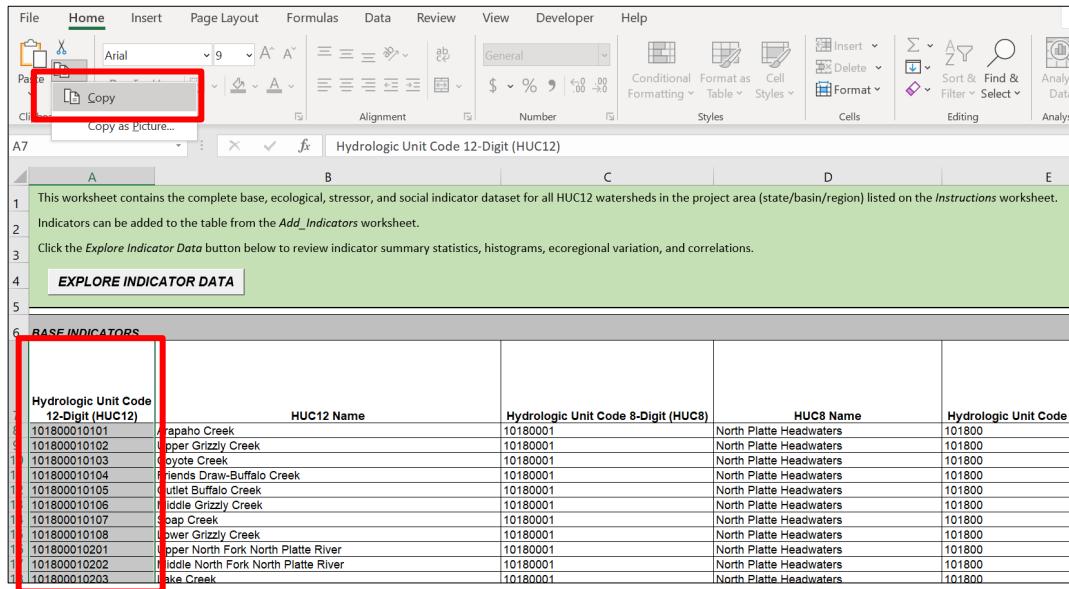 File Home Insert Page Layout Formulas Data Review View Developer Help
Arial 9 A A ab General Insert Σ
Delete
Paste Conditional Format as Cell Sort & Find &
Copy $ % 9 Formatting Table Styles Format Filter Select
Alignment Number Styles Cells Editing
Copy as Picture...
A7 fx Hydrologic Unit Code 12-Digit (HUC12)
A B C D E
1 This worksheet contains the complete base, ecological, stressor, and social indicator dataset for all HUC12 watersheds in the project area (state/basin/region) listed on the Instructions worksheet.
2 Indicators can be added to the table from the Add_Indicators worksheet.
3 Click the Explore Indicator Data button below to review indicator summary statistics, histograms, ecoregional variation, and correlations.
4 EXPLORE INDICATOR DATA
5
6 BASE INDICATORS
Hydrologic Unit Code
12-Digit (HUC12) HUC12 Name Hydrologic Unit Code 8-Digit (HUC8) HUC8 Name Hydrologic Unit Code
101800010101 Arapaho Creek 10180001 North Platte Headwaters 101800
101800010102 Upper Grizzly Creek 10180001 North Platte Headwaters 101800
101800010103 Coyote Creek 10180001 North Platte Headwaters 101800
101800010104 Friends Draw-Buffalo Creek 10180001 North Platte Headwaters 101800
101800010105 Outlet Buffalo Creek 10180001 North Platte Headwaters 101800
101800010106 Middle Grizzly Creek 10180001 North Platte Headwaters 101800
101800010107 Soap Creek 10180001 North Platte Headwaters 101800
101800010108 Lower Grizzly Creek 10180001 North Platte Headwaters 101800
101800010201 Upper North Fork North Platte River 10180001 North Platte Headwaters 101800
101800010202 Middle North Fork North Platte River 10180001 North Platte Headwaters 101800
101800010203 Lake Creek 10180001 North Platte Headwaters 101800